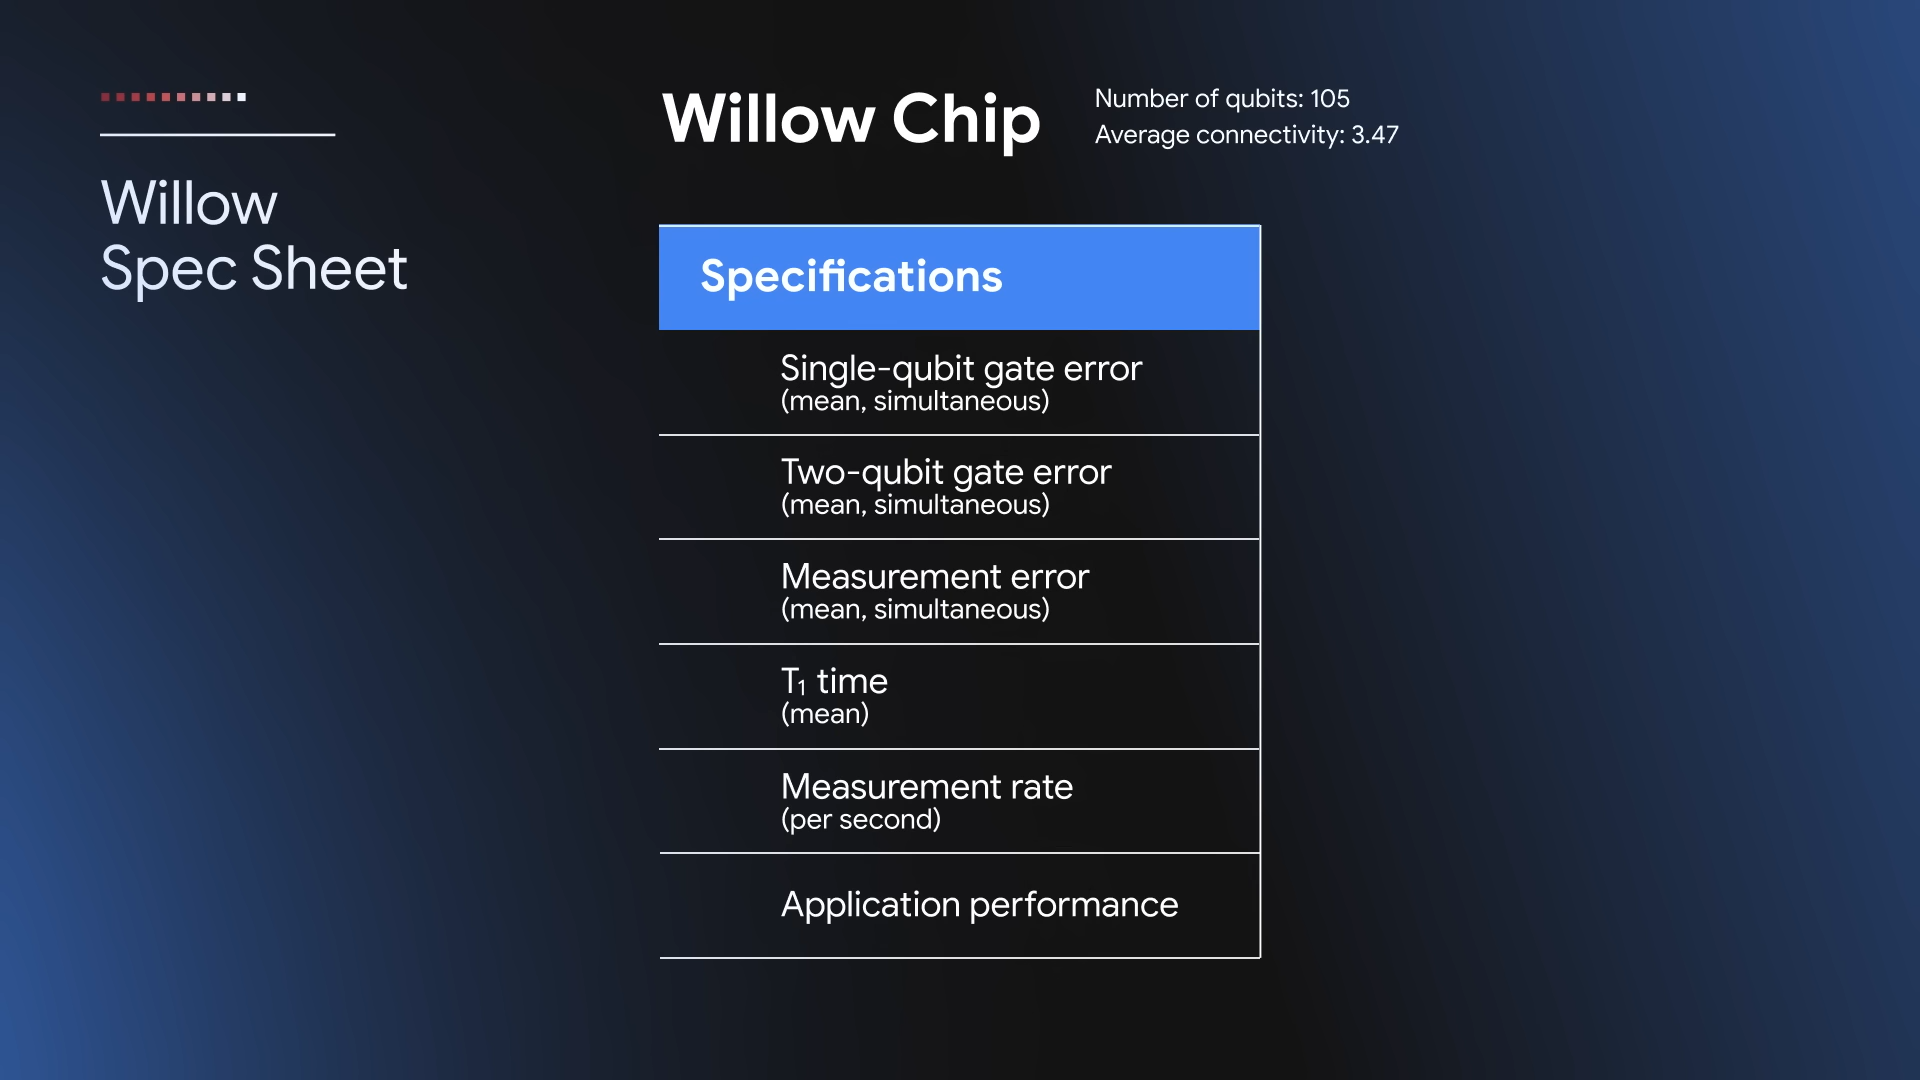 Willow
Spec Sheet
Willow Chip
Number of qubits: 105
Average connectivity: 3.47
Specifications
Single-qubit gate error
(mean, simultaneous)
Two-qubit gate error
(mean, simultaneous)
Measurement error
(mean, simultaneous)
T₁ time
(mean)
Measurement rate
(per second)
Application performance